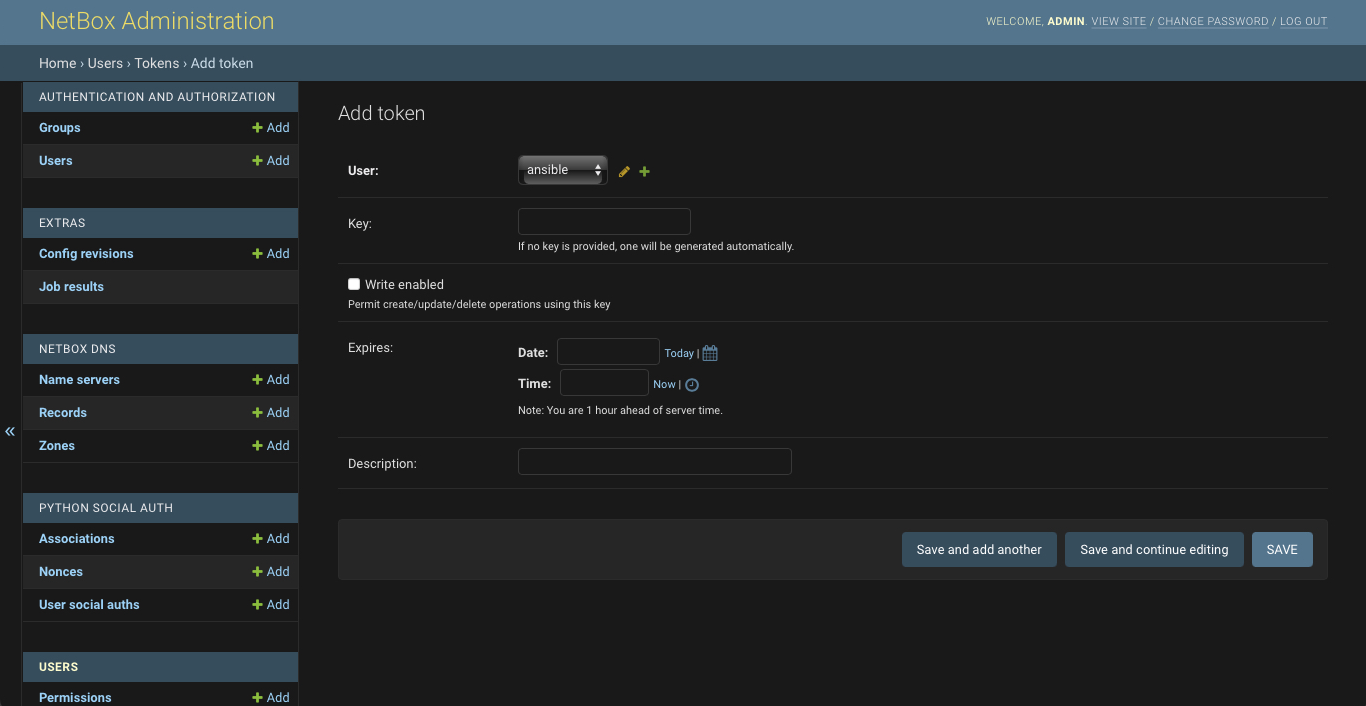 NetBox Administration
WELCOME, ADMIN. VIEW SITE / CHANGE PASSWORD / LOG OUT
Home › Users › Tokens › Add token
AUTHENTICATION AND AUTHORIZATION
Groups Add
Users Add
EXTRAS
Config revisions Add
Job results
NETBOX DNS
Name servers Add
Records Add
Zones Add
«
PYTHON SOCIAL AUTH
Associations Add
Nonces Add
User social auths Add
USERS
Permissions Add
Add token
User: ansible
Key:
If no key is provided, one will be generated automatically.
Write enabled
Permit create/update/delete operations using this key
Expires:
Date: Today |
Time: Now |
Note: You are 1 hour ahead of server time.
Description:
Save and add another Save and continue editing SAVE